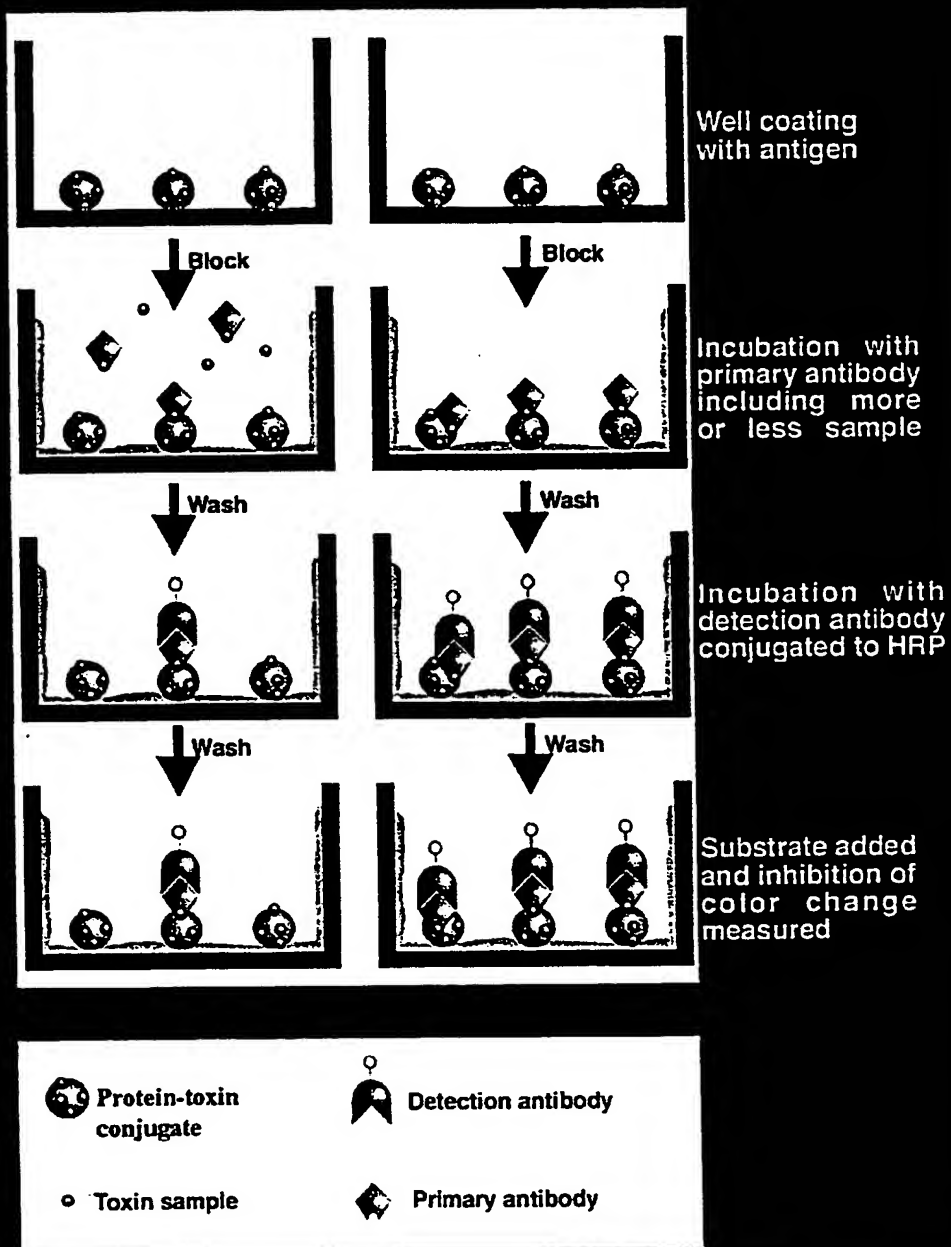 Well coating
with antigen
Block
Block
Incubation with
primary antibody
including more
or less sample
Wash
Wash
Incubation with
detection antibody
conjugated to HRP
Wash
Wash
Substrate added
and inhibition of
color change
measured
Protein-toxin
conjugate
Detection antibody
Toxin sample
Primary antibody